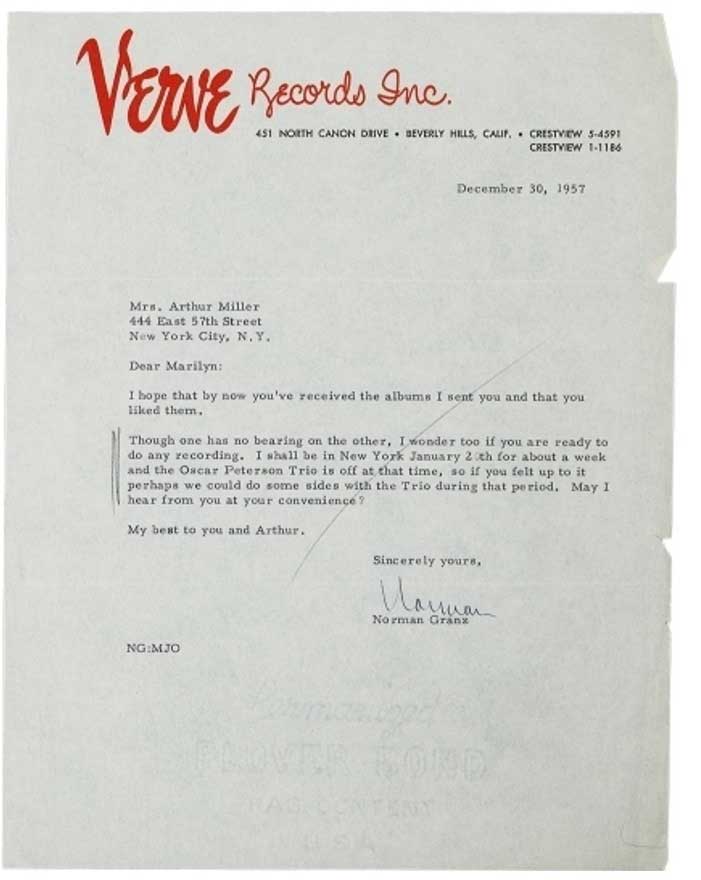 VERVE Records Inc.
451 NORTH CANON DRIVE • BEVERLY HILLS, CALIF. • CRESTVIEW 5-4591
CRESTVIEW 1-1186
December 30, 1957
Mrs. Arthur Miller
444 East 57th Street
New York City, N.Y.
Dear Marilyn:
I hope that by now you've received the albums I sent you and that you
liked them.
Though one has no bearing on the other, I wonder too if you are ready to
do any recording. I shall be in New York January for about a week
and the Oscar Peterson Trio is off at that time, so if you felt up to it
perhaps we could do some sides with the Trio during that period. May I
hear from you at your convenience?
My best to you and Arthur.
Sincerely yours,
Norman
Norman Granz
NG:MJO
PLOVER BOND
RAG CONTENT
USA